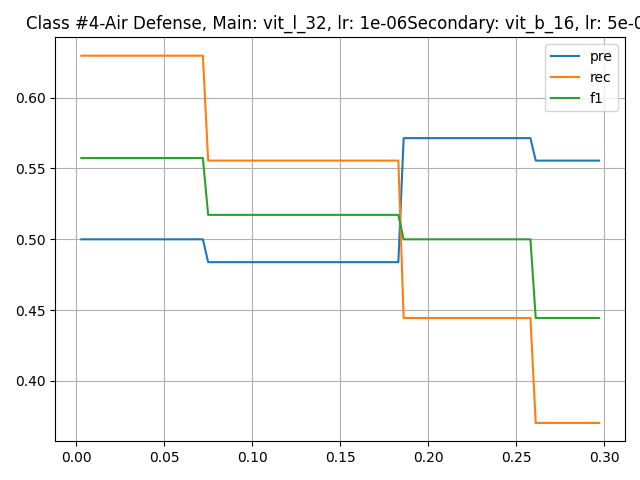 Class #4-Air Defense, Main: vit_l_32, lr: 1e-06Secondary: vit_b_16, lr: 5e-0
pre
rec
f1
0.60
0.55
0.50
0.45
0.40
0.00 0.05 0.10 0.15 0.20 0.25 0.30